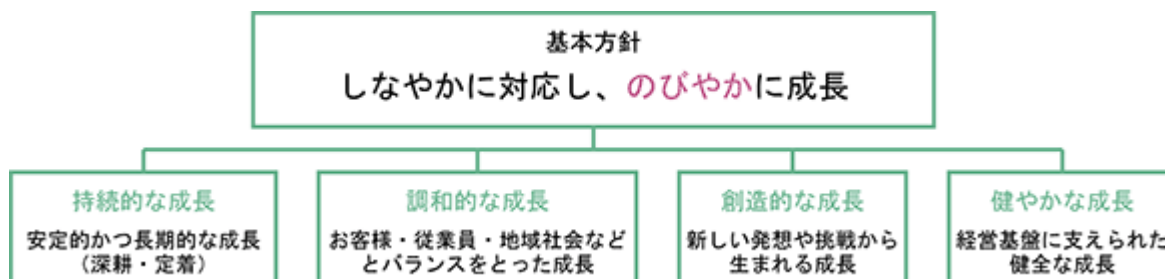 基本方針
しなやかに対応し、のびやかに成長
持続的な成長
安定的かつ長期的な成長
（深耕・定着）
調和的な成長
お客様・従業員・地域社会など
とバランスをとった成長
創造的な成長
新しい発想や挑戦から
生まれる成長
健やかな成長
経営基盤に支えられた
健全な成長